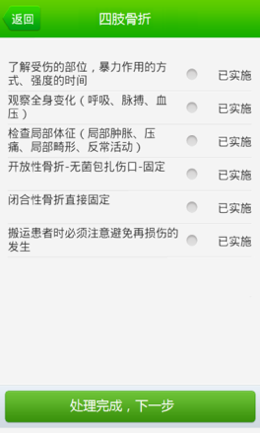 返回
四肢骨折
了解受伤的部位，暴力作用的方
式、强度的时间
已实施
观察全身变化（呼吸、脉搏、血
压）
已实施
检查局部体征（局部肿胀、压
痛、局部畸形、反常活动）
已实施
开放性骨折-无菌包扎伤口-固定
已实施
闭合性骨折直接固定
已实施
搬运患者时必须注意避免再损伤的
发生
已实施
处理完成，下一步